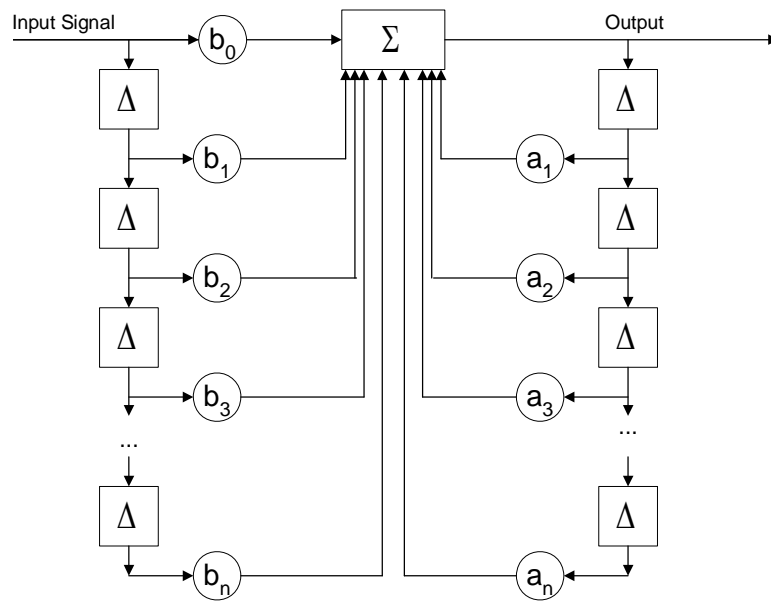 Input Signal
Output
b₀
Σ
Δ
Δ
b₁
a₁
Δ
Δ
b₂
a₂
Δ
Δ
b₃
a₃
...
...
Δ
Δ
bₙ
aₙ